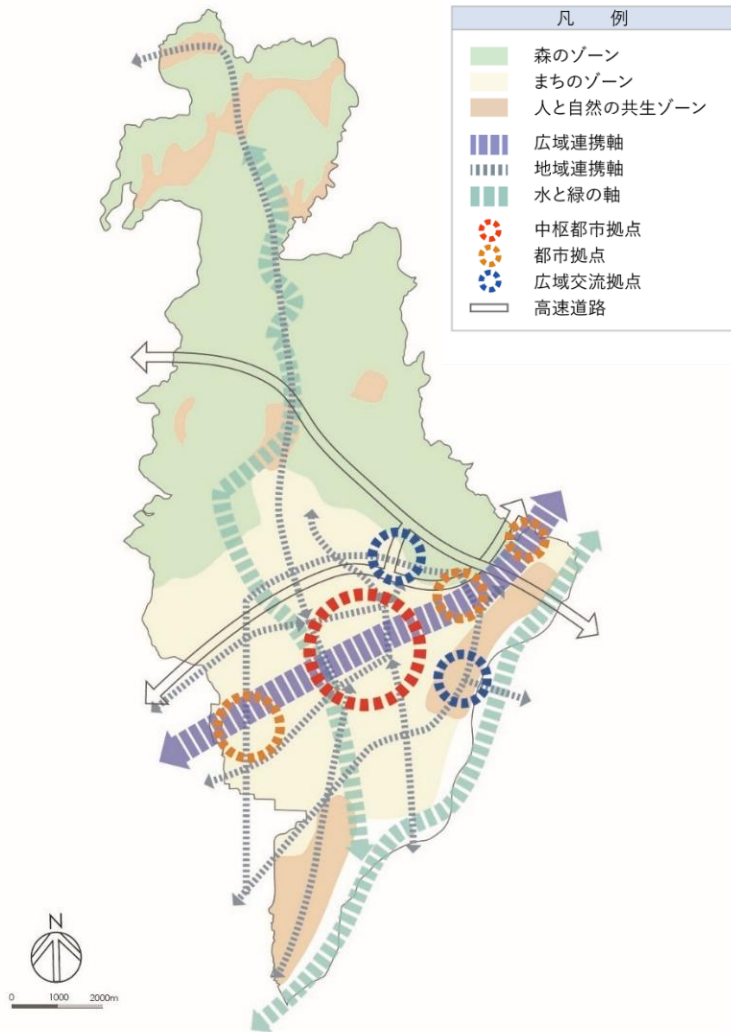 凡 例
森のゾーン
まちのゾーン
人と自然の共生ゾーン
広域連携軸
地域連携軸
水と緑の軸
中枢都市拠点
都市拠点
広域交流拠点
高速道路
N
0 1000 2000m